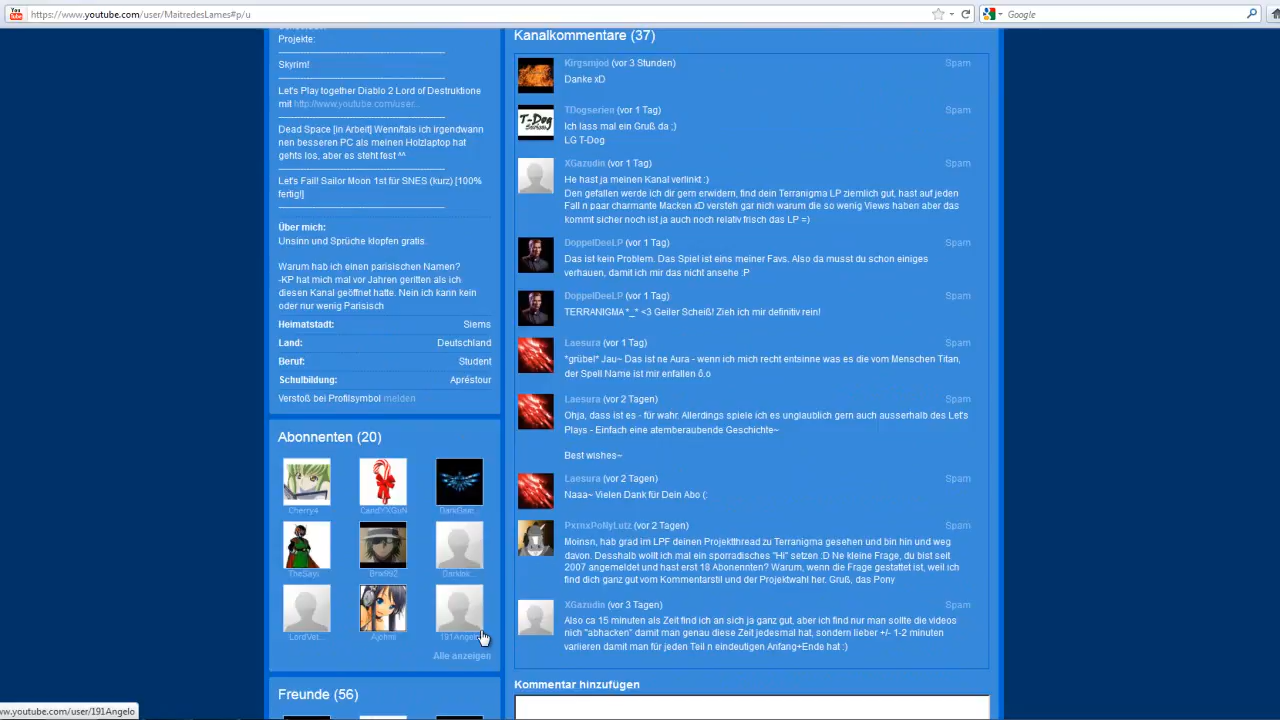 https://www.youtube.com/user/MaitredesLames#p/u
Google
Projekte:
Skyrim!
Let's Play together Diablo 2 Lord of Destruktione
mit http://www.youtube.com/user...
Dead Space [in Arbeit] Wenn/fals ich irgendwann
nen besseren PC als meinen Holzlaptop hat
gehts los, aber es steht fest ^^
Let's Fail! Sailor Moon 1st für SNES (kurz) [100%
fertig!]
Über mich:
Unsinn und Sprüche klopfen gratis.
Warum hab ich einen parisischen Namen?
-KP hat mich mal vor Jahren geritten als ich
diesen Kanal geöffnet hatte. Nein ich kann kein
oder nur wenig Parisisch
Heimatstadt: Siems
Land: Deutschland
Beruf: Student
Schulbildung: Apréstour
Verstoß bei Profilsymbol melden
Abonnenten (20)
Cherry4 CandYXGuN DarkGaie...
TheSayi Brix992 DarkInk...
LordVet... Ajohmi 191Angelo
Alle anzeigen
Freunde (56)
Kanalkommentare (37)
Kirgsmjod (vor 3 Stunden) Spam
Danke xD
TDogserien (vor 1 Tag) Spam
T-Dog
Ich lass mal ein Gruß da ;)
LG T-Dog
XGazudin (vor 1 Tag) Spam
He hast ja meinen Kanal verlinkt :)
Den gefallen werde ich dir gern erwidern, find dein Terranigma LP ziemlich gut, hast auf jeden
Fall n paar charmante Macken xD versteh gar nich warum die so wenig Views haben aber das
kommt sicher noch ist ja auch noch relativ frisch das LP =)
DoppelDeeLP (vor 1 Tag) Spam
Das ist kein Problem. Das Spiel ist eins meiner Favs. Also da musst du schon einiges
verhauen, damit ich mir das nicht ansehe :P
DoppelDeeLP (vor 1 Tag) Spam
TERRANIGMA *_* <3 Geiler Scheiß! Zieh ich mir definitiv rein!
Laesura (vor 1 Tag) Spam
*grübel* Jau~ Das ist ne Aura - wenn ich mich recht entsinne was es die vom Menschen Titan,
der Spell Name ist mir enfallen ô.o
Laesura (vor 2 Tagen) Spam
Ohja, dass ist es - für wahr. Allerdings spiele ich es unglaublich gern auch ausserhalb des Let's
Plays - Einfach eine atemberaubende Geschichte~
Best wishes~
Laesura (vor 2 Tagen) Spam
Naaa~ Vielen Dank für Dein Abo (:
PxrnxPoNyLutz (vor 2 Tagen) Spam
Moinsn, hab grad im LPF deinen Projektthread zu Terranigma gesehen und bin hin und weg
davon. Desshalb wollt ich mal ein sporradisches "Hi" setzen :D Ne kleine Frage, du bist seit
2007 angemeldet und hast erst 18 Abonennten? Warum, wenn die Frage gestattet ist, weil ich
find dich ganz gut vom Kommentarstil und der Projektwahl her. Gruß, das Pony
XGazudin (vor 3 Tagen) Spam
Also ca 15 minuten als Zeit find ich an sich ja ganz gut, aber ich find nur man sollte die videos
nich "abhacken" damit man genau diese Zeit jedesmal hat, sondern lieber +/- 1-2 minuten
variieren damit man für jeden Teil n eindeutigen Anfang+Ende hat :)
Kommentar hinzufügen
ww.youtube.com/user/191Angelo